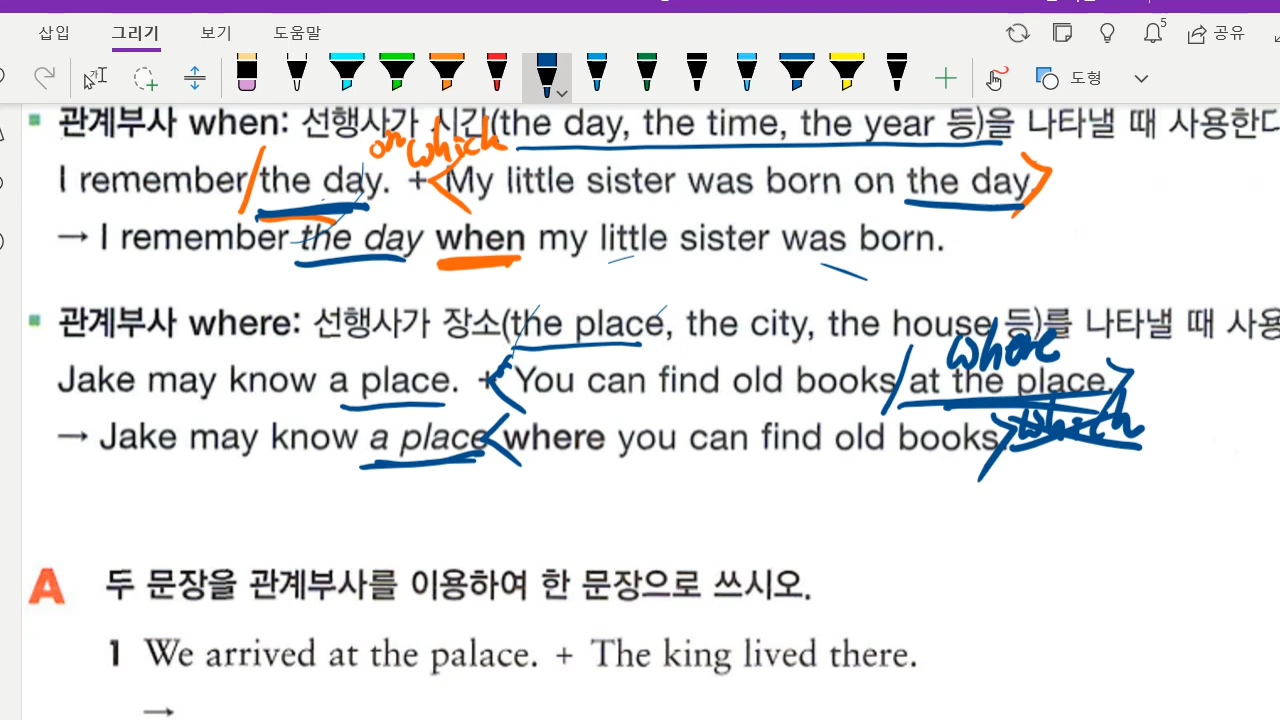 삽입 그리기 보기 도움말 5 공유
가 도형
관계부사 when: 선행사가 시간(the day, the time, the year 등)을 나타낼 때 사용한다
on which
I remember the day. + My little sister was born on the day.
→ I remember the day when my little sister was born.
관계부사 where: 선행사가 장소(the place, the city, the house 등)를 나타낼 때 사용
where
Jake may know a place. + You can find old books at the place.
→ Jake may know a place where you can find old books. which
A 두 문장을 관계부사를 이용하여 한 문장으로 쓰시오.
1 We arrived at the palace. + The king lived there.
→